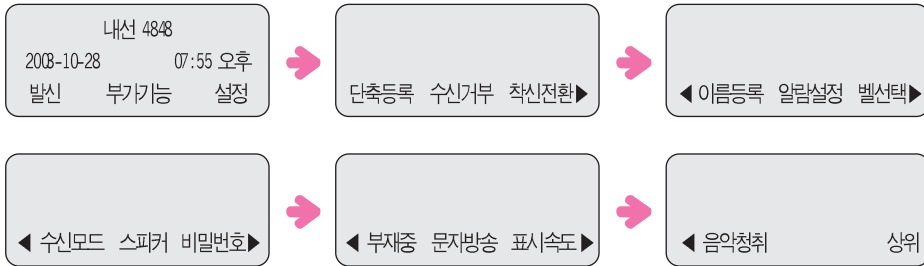 내선 4848
2003-10-28 07:55 오후
발신 부가기능 설정
단축등록 수신거부 착신전환▶
◀ 이름등록 알람설정 벨선택▶
◀ 수신모드 스피커 비밀번호▶
◀ 부재중 문자방송 표시속도▶
◀ 음악청취 상위